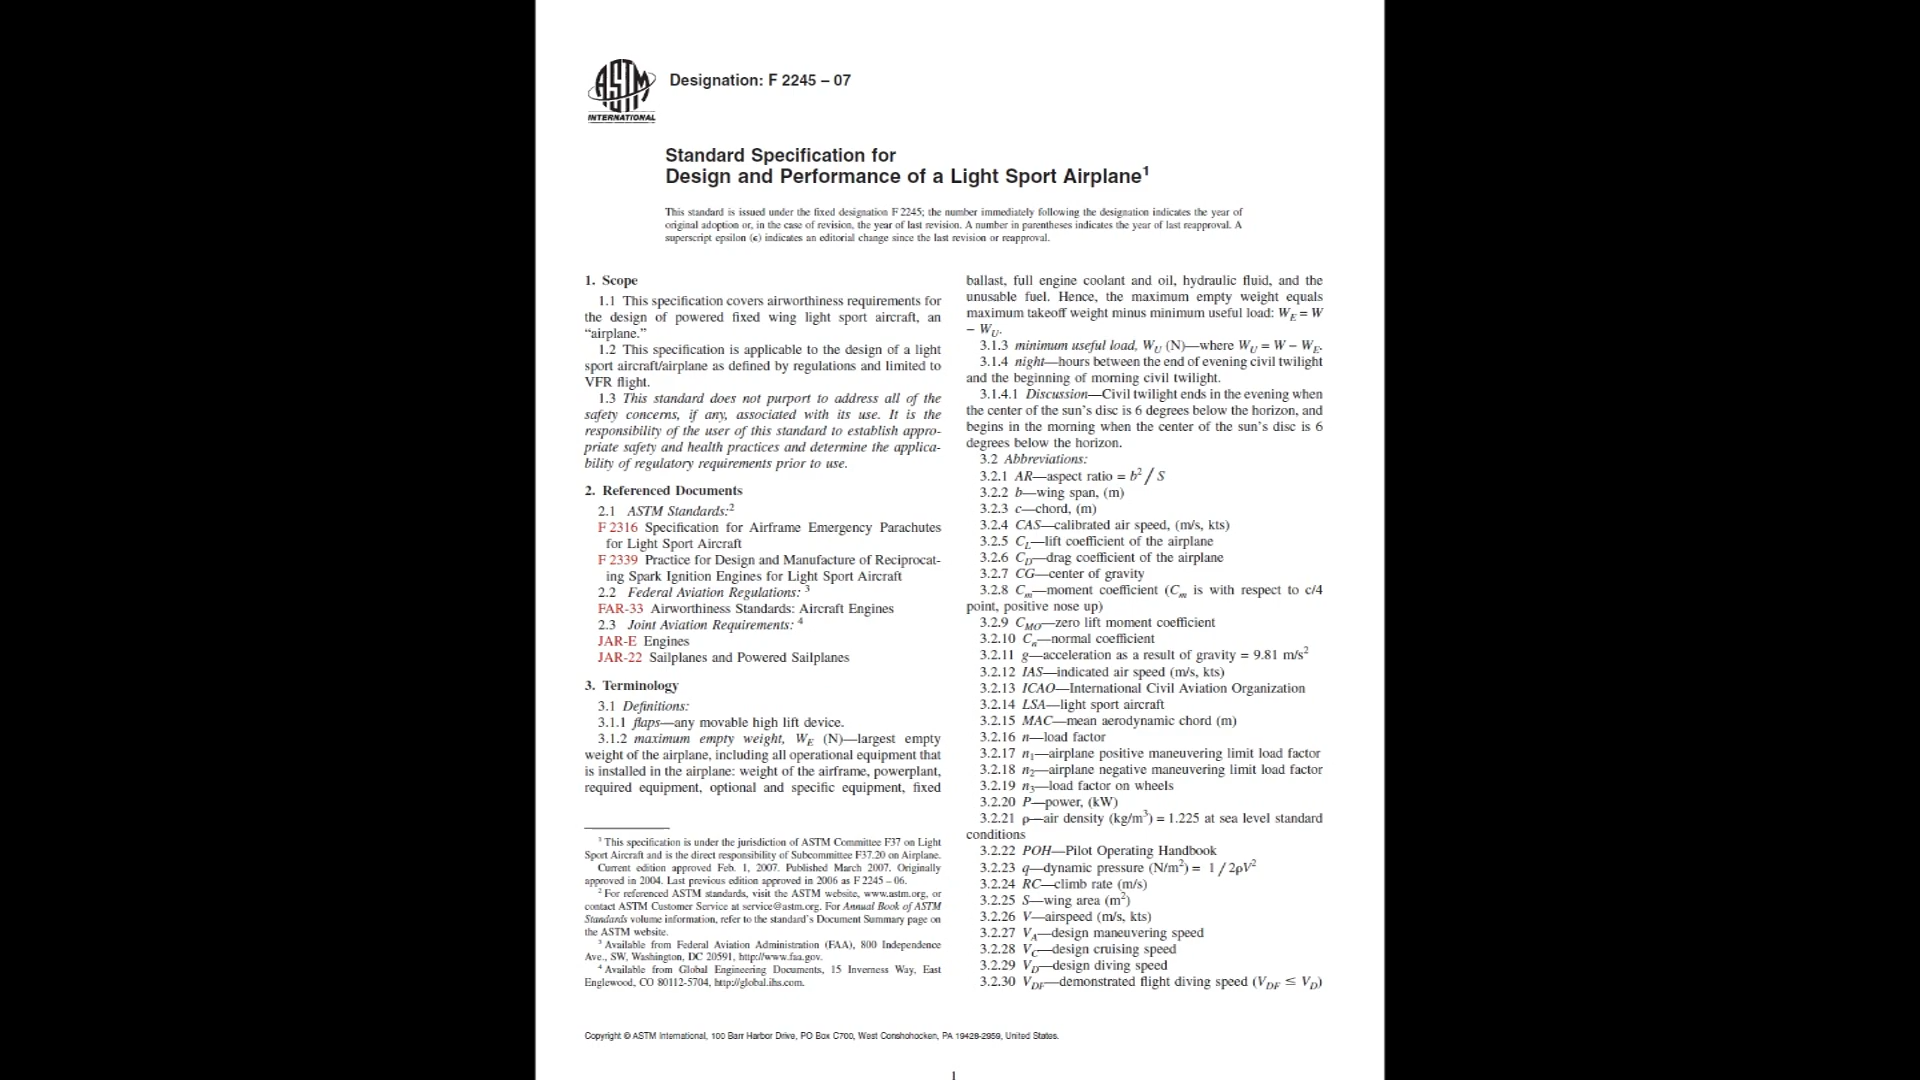 ASTM
INTERNATIONAL
Designation: F 2245 – 07
Standard Specification for
Design and Performance of a Light Sport Airplane¹
This standard is issued under the fixed designation F 2245; the number immediately following the designation indicates the year of
original adoption or, in the case of revision, the year of last revision. A number in parentheses indicates the year of last reapproval. A
superscript epsilon (ϵ) indicates an editorial change since the last revision or reapproval.
1. Scope
1.1 This specification covers airworthiness requirements for
the design of powered fixed wing light sport aircraft, an
“airplane.”
1.2 This specification is applicable to the design of a light
sport aircraft/airplane as defined by regulations and limited to
VFR flight.
1.3 This standard does not purport to address all of the
safety concerns, if any, associated with its use. It is the
responsibility of the user of this standard to establish appro-
priate safety and health practices and determine the applica-
bility of regulatory requirements prior to use.
2. Referenced Documents
2.1 ASTM Standards:²
F 2316 Specification for Airframe Emergency Parachutes
for Light Sport Aircraft
F 2339 Practice for Design and Manufacture of Reciprocat-
ing Spark Ignition Engines for Light Sport Aircraft
2.2 Federal Aviation Regulations: ³
FAR-33 Airworthiness Standards: Aircraft Engines
2.3 Joint Aviation Requirements: ⁴
JAR-E Engines
JAR-22 Sailplanes and Powered Sailplanes
3. Terminology
3.1 Definitions:
3.1.1 flaps—any movable high lift device.
3.1.2 maximum empty weight, W_E (N)—largest empty
weight of the airplane, including all operational equipment that
is installed in the airplane: weight of the airframe, powerplant,
required equipment, optional and specific equipment, fixed
¹ This specification is under the jurisdiction of ASTM Committee F37 on Light
Sport Aircraft and is the direct responsibility of Subcommittee F37.20 on Airplane.
Current edition approved Feb. 1, 2007. Published March 2007. Originally
approved in 2004. Last previous edition approved in 2006 as F 2245 – 06.
² For referenced ASTM standards, visit the ASTM website, www.astm.org, or
contact ASTM Customer Service at service@astm.org. For Annual Book of ASTM
Standards volume information, refer to the standard’s Document Summary page on
the ASTM website.
³ Available from Federal Aviation Administration (FAA), 800 Independence
Ave., SW, Washington, DC 20591, http://www.faa.gov.
⁴ Available from Global Engineering Documents, 15 Inverness Way, East
Englewood, CO 80112-5704, http://global.ihs.com.
ballast, full engine coolant and oil, hydraulic fluid, and the
unusable fuel. Hence, the maximum empty weight equals
maximum takeoff weight minus minimum useful load: W_E = W
– W_U.
3.1.3 minimum useful load, W_U (N)—where W_U = W – W_E.
3.1.4 night—hours between the end of evening civil twilight
and the beginning of morning civil twilight.
3.1.4.1 Discussion—Civil twilight ends in the evening when
the center of the sun’s disc is 6 degrees below the horizon, and
begins in the morning when the center of the sun’s disc is 6
degrees below the horizon.
3.2 Abbreviations:
3.2.1 AR—aspect ratio = b² / S
3.2.2 b—wing span, (m)
3.2.3 c—chord, (m)
3.2.4 CAS—calibrated air speed, (m/s, kts)
3.2.5 C_L—lift coefficient of the airplane
3.2.6 C_D—drag coefficient of the airplane
3.2.7 CG—center of gravity
3.2.8 C_m—moment coefficient (C_m is with respect to c/4
point, positive nose up)
3.2.9 C_MO—zero lift moment coefficient
3.2.10 C_n—normal coefficient
3.2.11 g—acceleration as a result of gravity = 9.81 m/s²
3.2.12 IAS—indicated air speed (m/s, kts)
3.2.13 ICAO—International Civil Aviation Organization
3.2.14 LSA—light sport aircraft
3.2.15 MAC—mean aerodynamic chord (m)
3.2.16 n—load factor
3.2.17 n₁—airplane positive maneuvering limit load factor
3.2.18 n₂—airplane negative maneuvering limit load factor
3.2.19 n₃—load factor on wheels
3.2.20 P—power, (kW)
3.2.21 ρ—air density (kg/m³) = 1.225 at sea level standard
conditions
3.2.22 POH—Pilot Operating Handbook
3.2.23 q—dynamic pressure (N/m²) = 1 / 2ρV²
3.2.24 RC—climb rate (m/s)
3.2.25 S—wing area (m²)
3.2.26 V—airspeed (m/s, kts)
3.2.27 V_A—design maneuvering speed
3.2.28 V_C—design cruising speed
3.2.29 V_D—design diving speed
3.2.30 V_DF—demonstrated flight diving speed (V_DF ≤ V_D)
Copyright © ASTM International, 100 Barr Harbor Drive, PO Box C700, West Conshohocken, PA 19428-2959, United States.
1